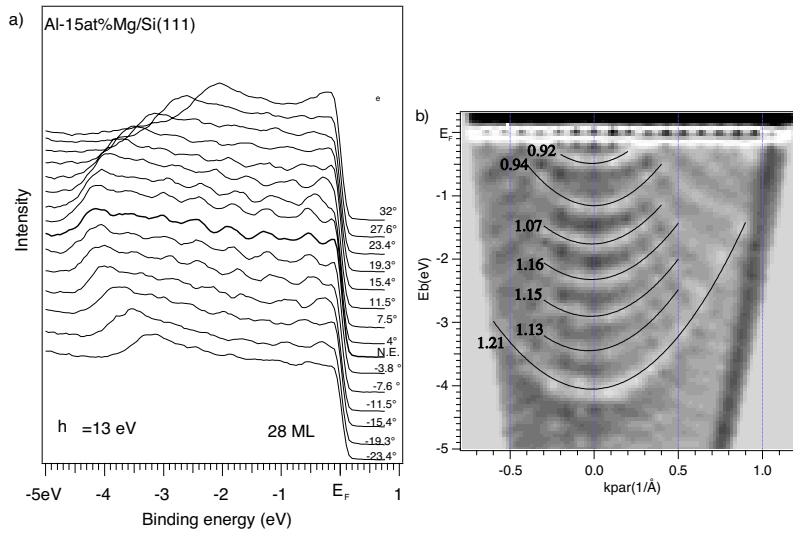 a)
Al-15at%Mg/Si(111)
e
Intensity
32°
27.6°
23.4°
19.3°
15.4°
11.5°
7.5°
4°
N.E.
-3.8 °
-7.6 °
-11.5°
-15.4°
-19.3°
-23.4°
h =13 eV
28 ML
-5eV -4 -3 -2 -1 EF 1
Binding energy (eV)
b)
EF
-1
-2
-3
-4
-5
Eb(eV)
0.92
0.94
1.07
1.16
1.15
1.13
1.21
-0.5 0.0 0.5 1.0
kpar(1/Å)